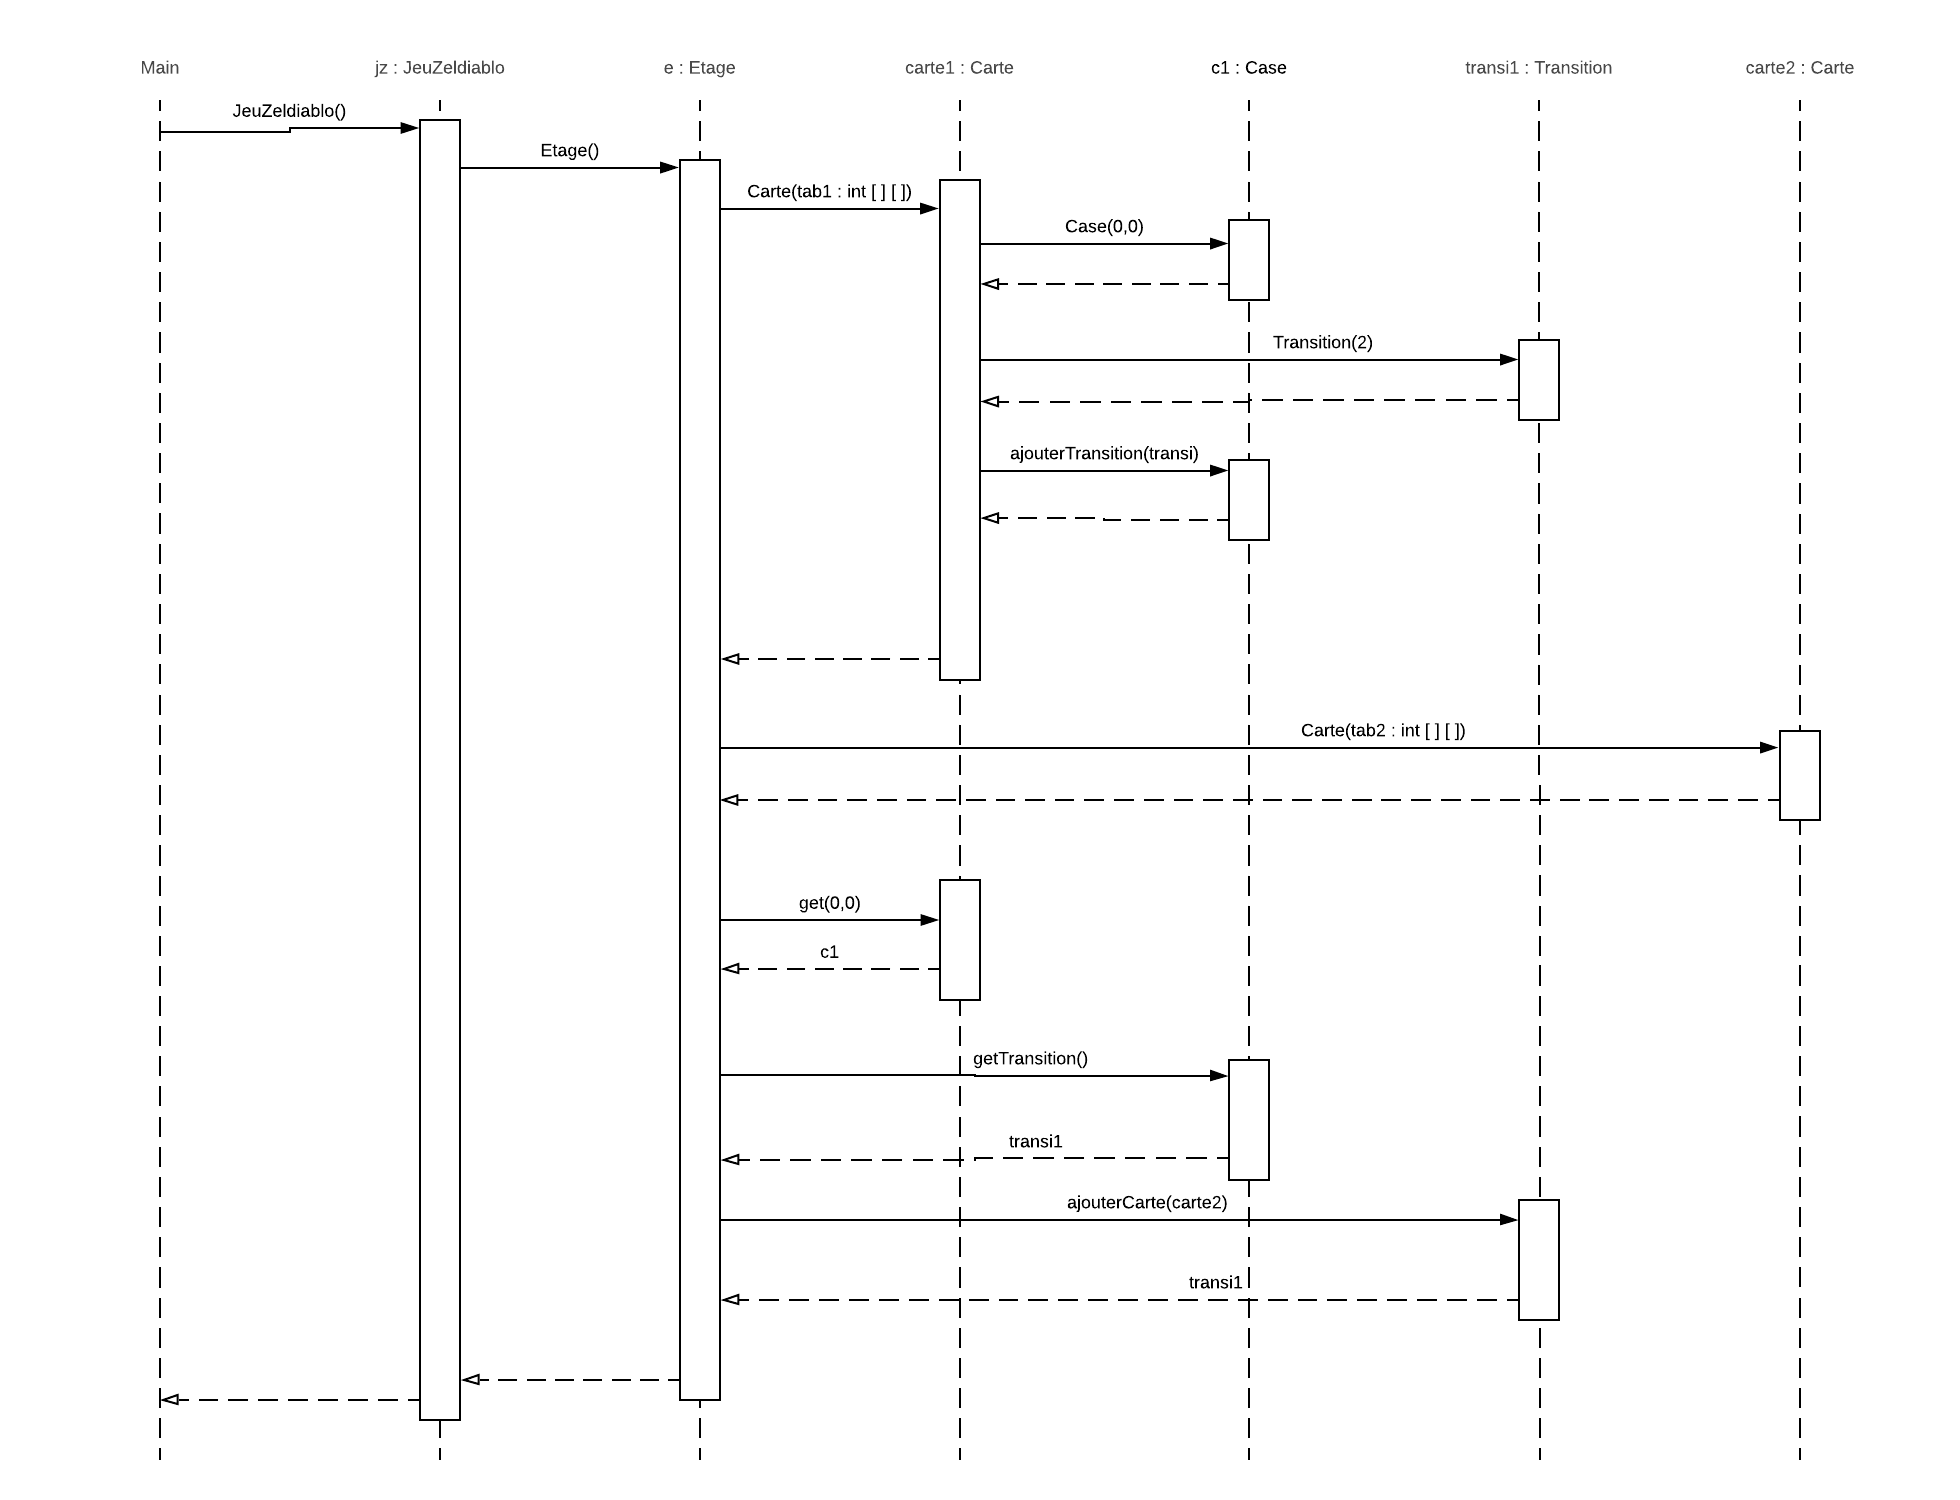 Main
jz : JeuZeldiablo
e : Etage
carte1 : Carte
c1 : Case
transi1 : Transition
carte2 : Carte
JeuZeldiablo()
Etage()
Carte(tab1 : int [ ] [ ])
Case(0,0)
Transition(2)
ajouterTransition(transi)
Carte(tab2 : int [ ] [ ])
get(0,0)
c1
getTransition()
transi1
ajouterCarte(carte2)
transi1